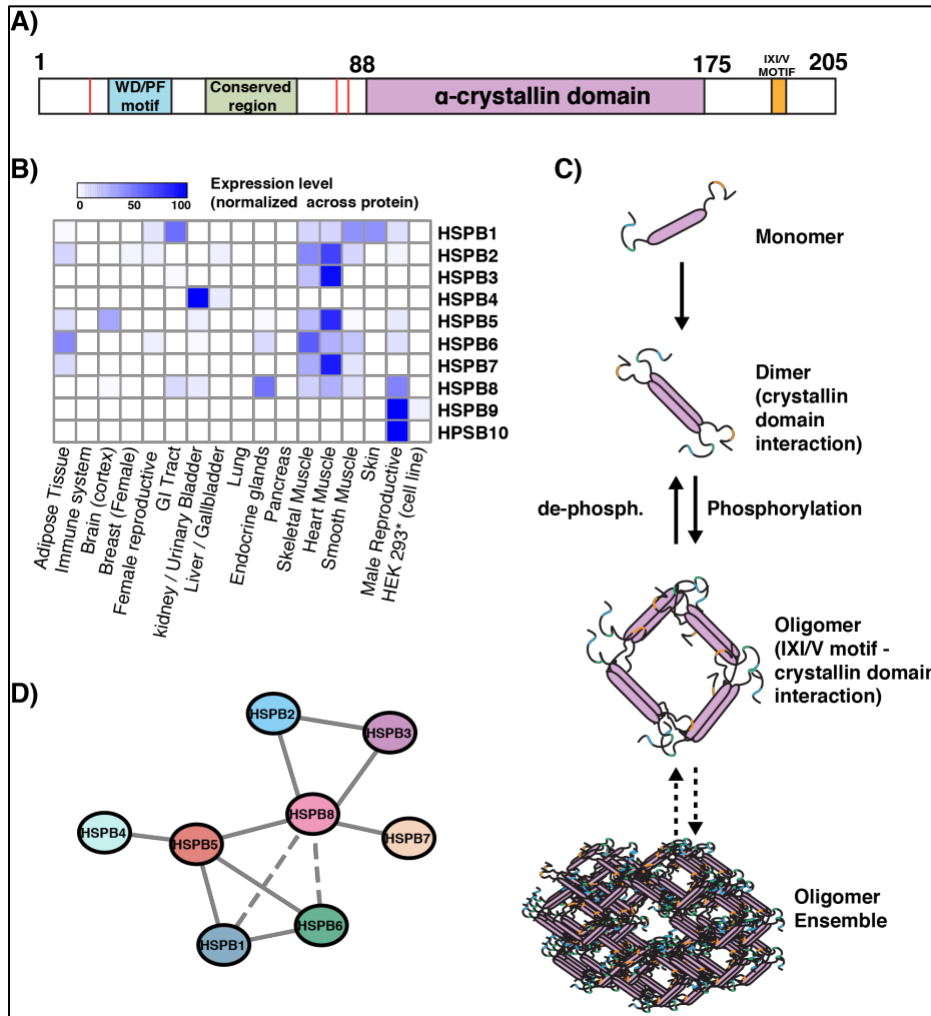 A)
1
WD/PF
motif
Conserved
region
88
α-crystallin domain
175
IXI/V
MOTIF
205
B)
Expression level
(normalized across protein)
0
50
100
HSPB1
HSPB2
HSPB3
HSPB4
HSPB5
HSPB6
HSPB7
HSPB8
HSPB9
HPSB10
Adipose Tissue
Immune system
Brain (cortex)
Breast (Female)
Female reproductive
GI Tract
kidney / Urinary Bladder
Liver / Gallbladder
Lung
Endocrine glands
Pancreas
Skeletal Muscle
Heart Muscle
Smooth Muscle
Skin
Male Reproductive
HEK 293* (cell line)
C)
Monomer
Dimer
(crystallin
domain
interaction)
de-phosph.
Phosphorylation
Oligomer
(IXI/V motif -
crystallin domain
interaction)
Oligomer
Ensemble
D)
HSPB2
HSPB3
HSPB8
HSPB4
HSPB5
HSPB7
HSPB6
HSPB1